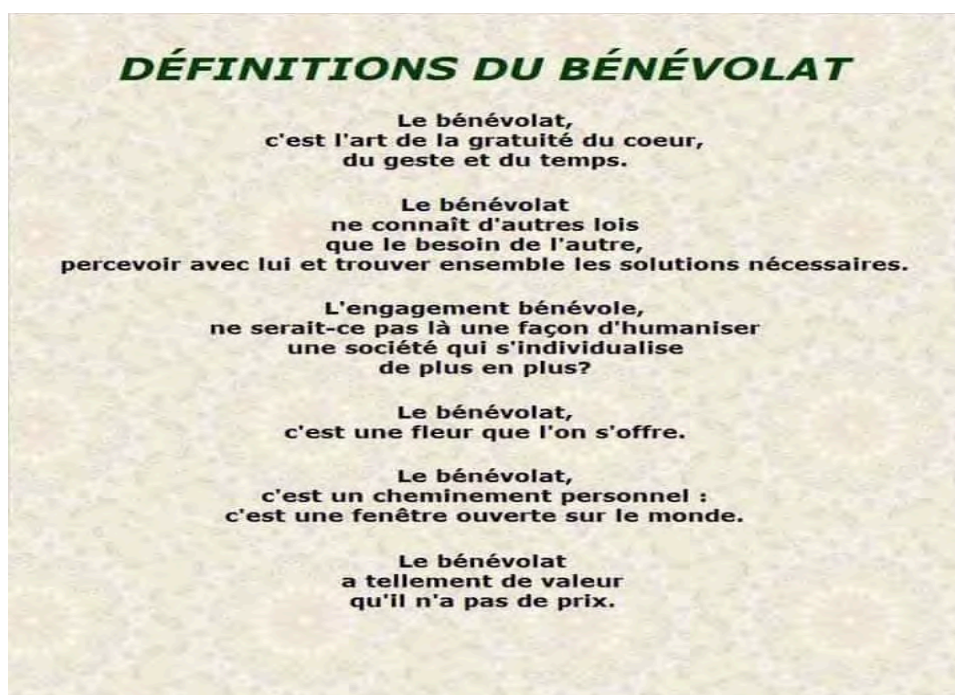 DÉFINITIONS DU BÉNÉVOLAT
Le bénévolat,
c'est l'art de la gratuité du coeur,
du geste et du temps.
Le bénévolat
ne connaît d'autres lois
que le besoin de l'autre,
percevoir avec lui et trouver ensemble les solutions nécessaires.
L'engagement bénévole,
ne serait-ce pas là une façon d'humaniser
une société qui s'individualise
de plus en plus?
Le bénévolat,
c'est une fleur que l'on s'offre.
Le bénévolat,
c'est un cheminement personnel :
c'est une fenêtre ouverte sur le monde.
Le bénévolat
a tellement de valeur
qu'il n'a pas de prix.